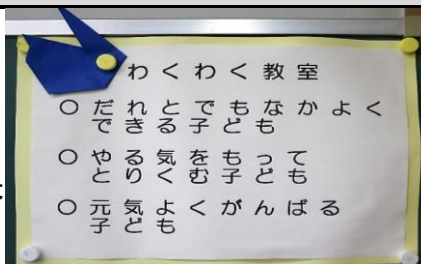 わくわく教室
○だれとでもなかよく
できる子ども
○やる気をもって
とりくむ子ども
○元気よくがんばる
子ども